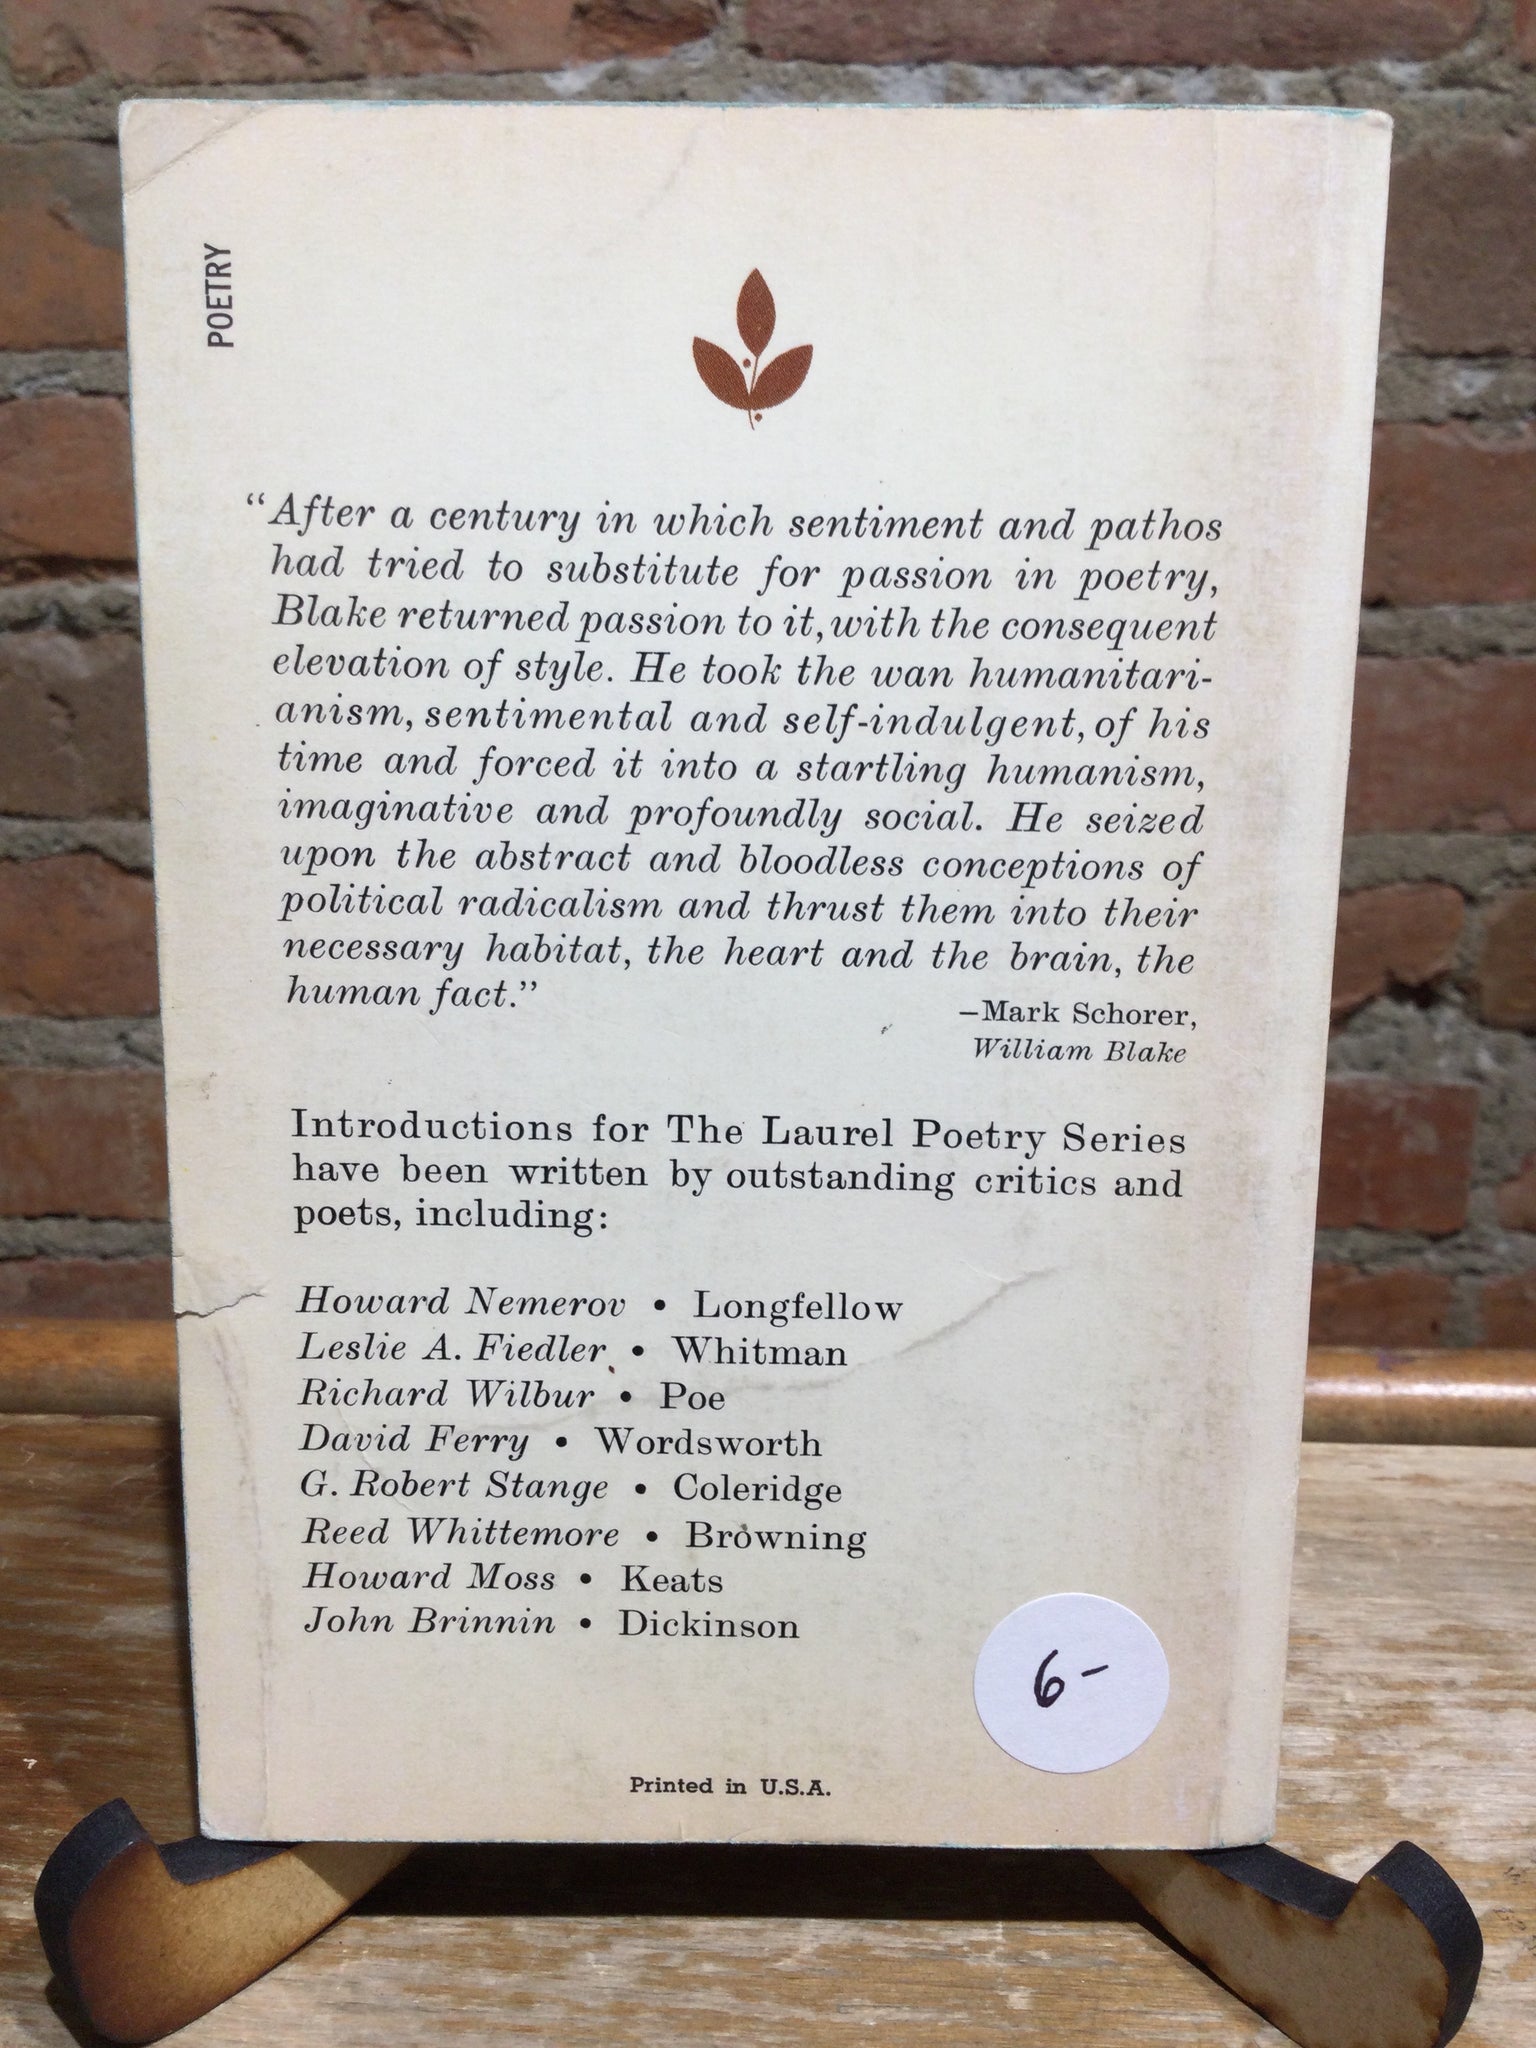 POETRY
“After a century in which sentiment and pathos
had tried to substitute for passion in poetry,
Blake returned passion to it, with the consequent
elevation of style. He took the wan humanitari-
anism, sentimental and self-indulgent, of his
time and forced it into a startling humanism,
imaginative and profoundly social. He seized
upon the abstract and bloodless conceptions of
political radicalism and thrust them into their
necessary habitat, the heart and the brain, the
human fact.”
—Mark Schorer,
William Blake
Introductions for The Laurel Poetry Series
have been written by outstanding critics and
poets, including:
Howard Nemerov • Longfellow
Leslie A. Fiedler • Whitman
Richard Wilbur • Poe
David Ferry • Wordsworth
G. Robert Stange • Coleridge
Reed Whittemore • Browning
Howard Moss • Keats
John Brinnin • Dickinson
6-
Printed in U.S.A.